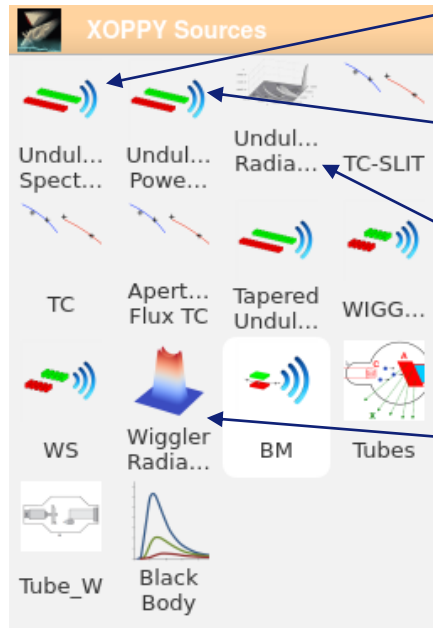 XOPPY Sources
Undul... Undul... Undul... TC-SLIT
Spect... Powe... Radia...
TC Apert... Tapered WIGG...
Flux TC Undul...
WS Wiggler BM Tubes
Radia...
Tube_W Black
Body